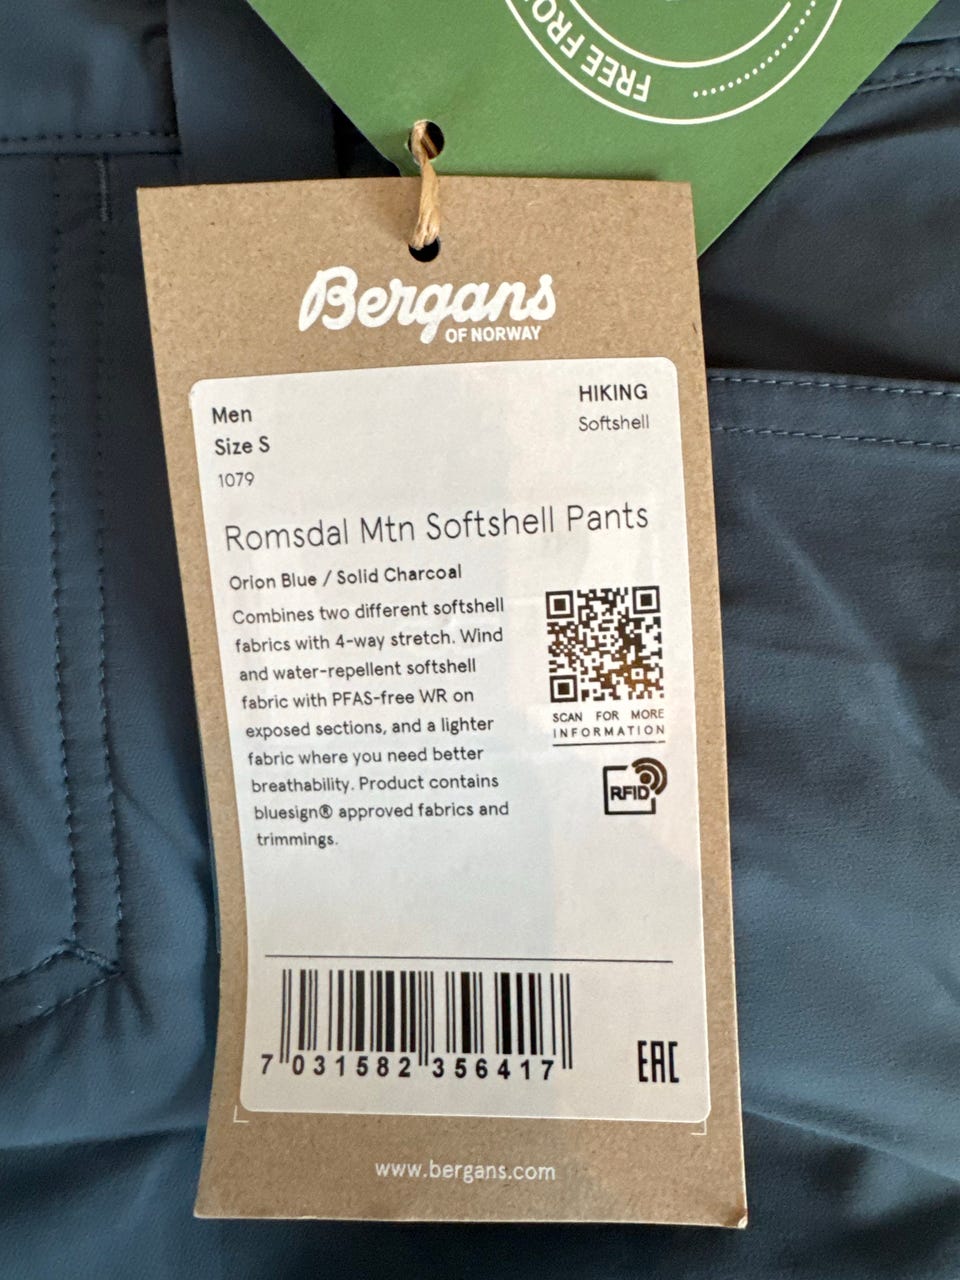 FREE FRO
Bergans
OF NORWAY
Men
Size S
1079
HIKING
Softshell
Romsdal Mtn Softshell Pants
Orion Blue / Solid Charcoal
Combines two different softshell
fabrics with 4-way stretch. Wind
and water-repellent softshell
fabric with PFAS-free WR on
exposed sections, and a lighter
fabric where you need better
breathability. Product contains
bluesign® approved fabrics and
trimmings.
SCAN FOR MORE
INFORMATION
RFID
7 031582 356417
EAC
www.bergans.com